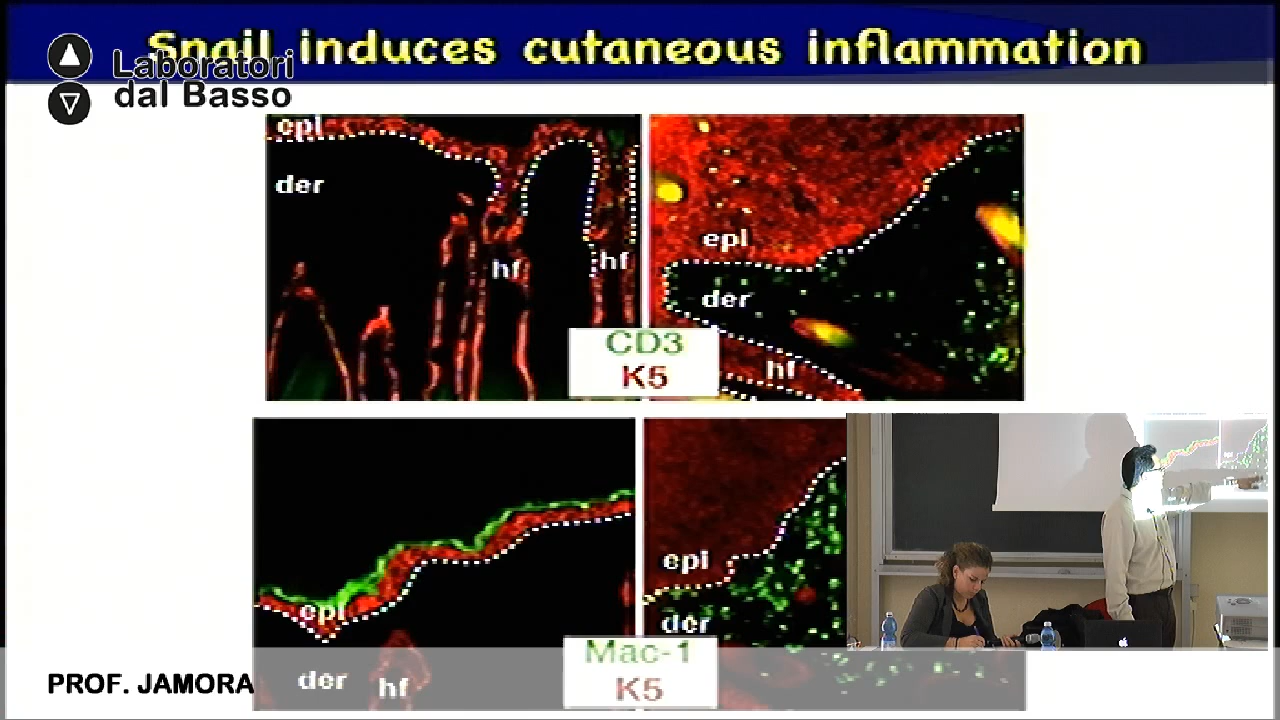 Snail induces cutaneous inflammation
Laboratori
dal Basso
epi
der
hf
hf
epi
der
hf
CD3
K5
epi
der
hf
epi
der
Mac-1
K5
PROF. JAMORA